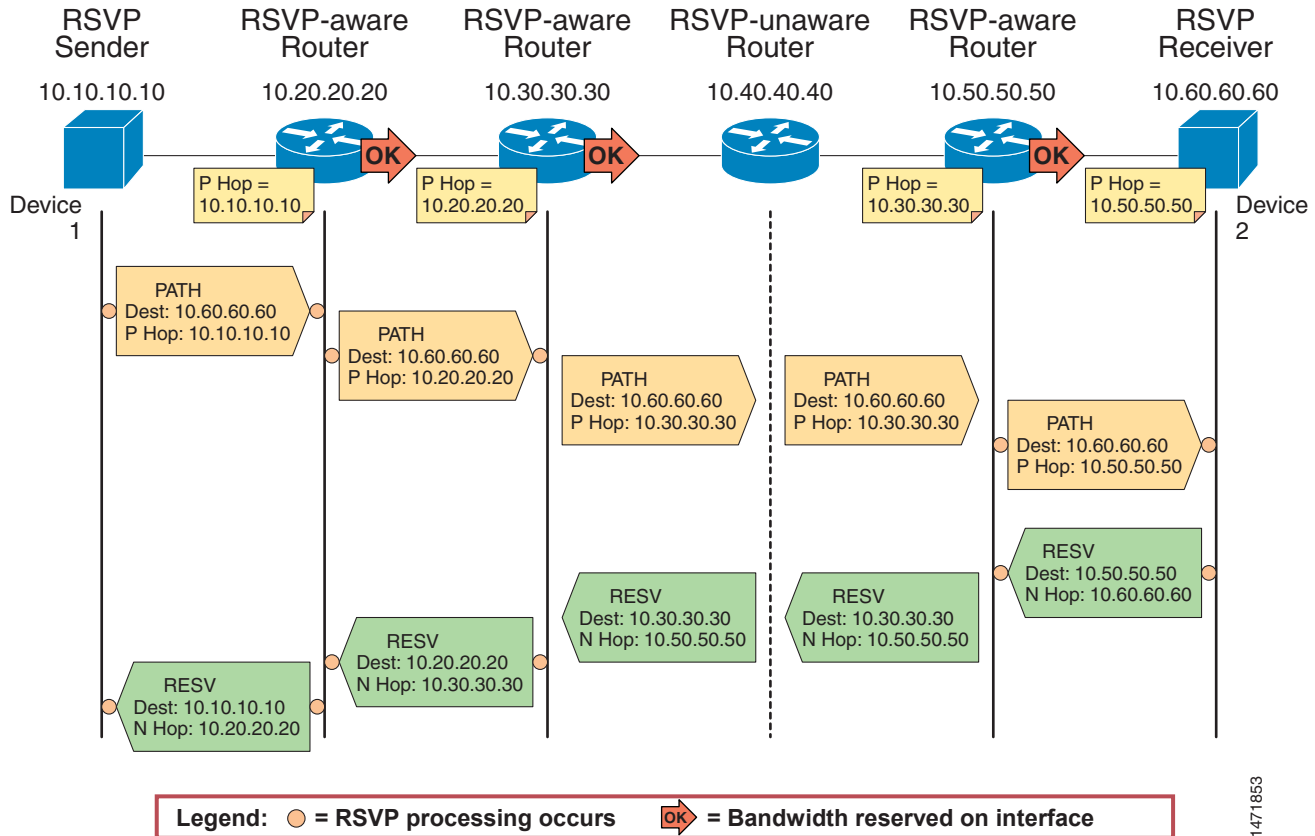 RSVP
Sender
10.10.10.10
RSVP-aware
Router
10.20.20.20
RSVP-aware
Router
10.30.30.30
RSVP-unaware
Router
10.40.40.40
RSVP-aware
Router
10.50.50.50
RSVP
Receiver
10.60.60.60
OK
OK
OK
Device
1
P Hop =
10.10.10.10
P Hop =
10.20.20.20
P Hop =
10.30.30.30
P Hop =
10.50.50.50
Device
2
PATH
Dest: 10.60.60.60
P Hop: 10.10.10.10
PATH
Dest: 10.60.60.60
P Hop: 10.20.20.20
PATH
Dest: 10.60.60.60
P Hop: 10.30.30.30
PATH
Dest: 10.60.60.60
P Hop: 10.30.30.30
PATH
Dest: 10.60.60.60
P Hop: 10.50.50.50
RESV
Dest: 10.50.50.50
N Hop: 10.60.60.60
RESV
Dest: 10.30.30.30
N Hop: 10.50.50.50
RESV
Dest: 10.30.30.30
N Hop: 10.50.50.50
RESV
Dest: 10.20.20.20
N Hop: 10.30.30.30
RESV
Dest: 10.10.10.10
N Hop: 10.20.20.20
Legend: = RSVP processing occurs OK = Bandwidth reserved on interface
1471853